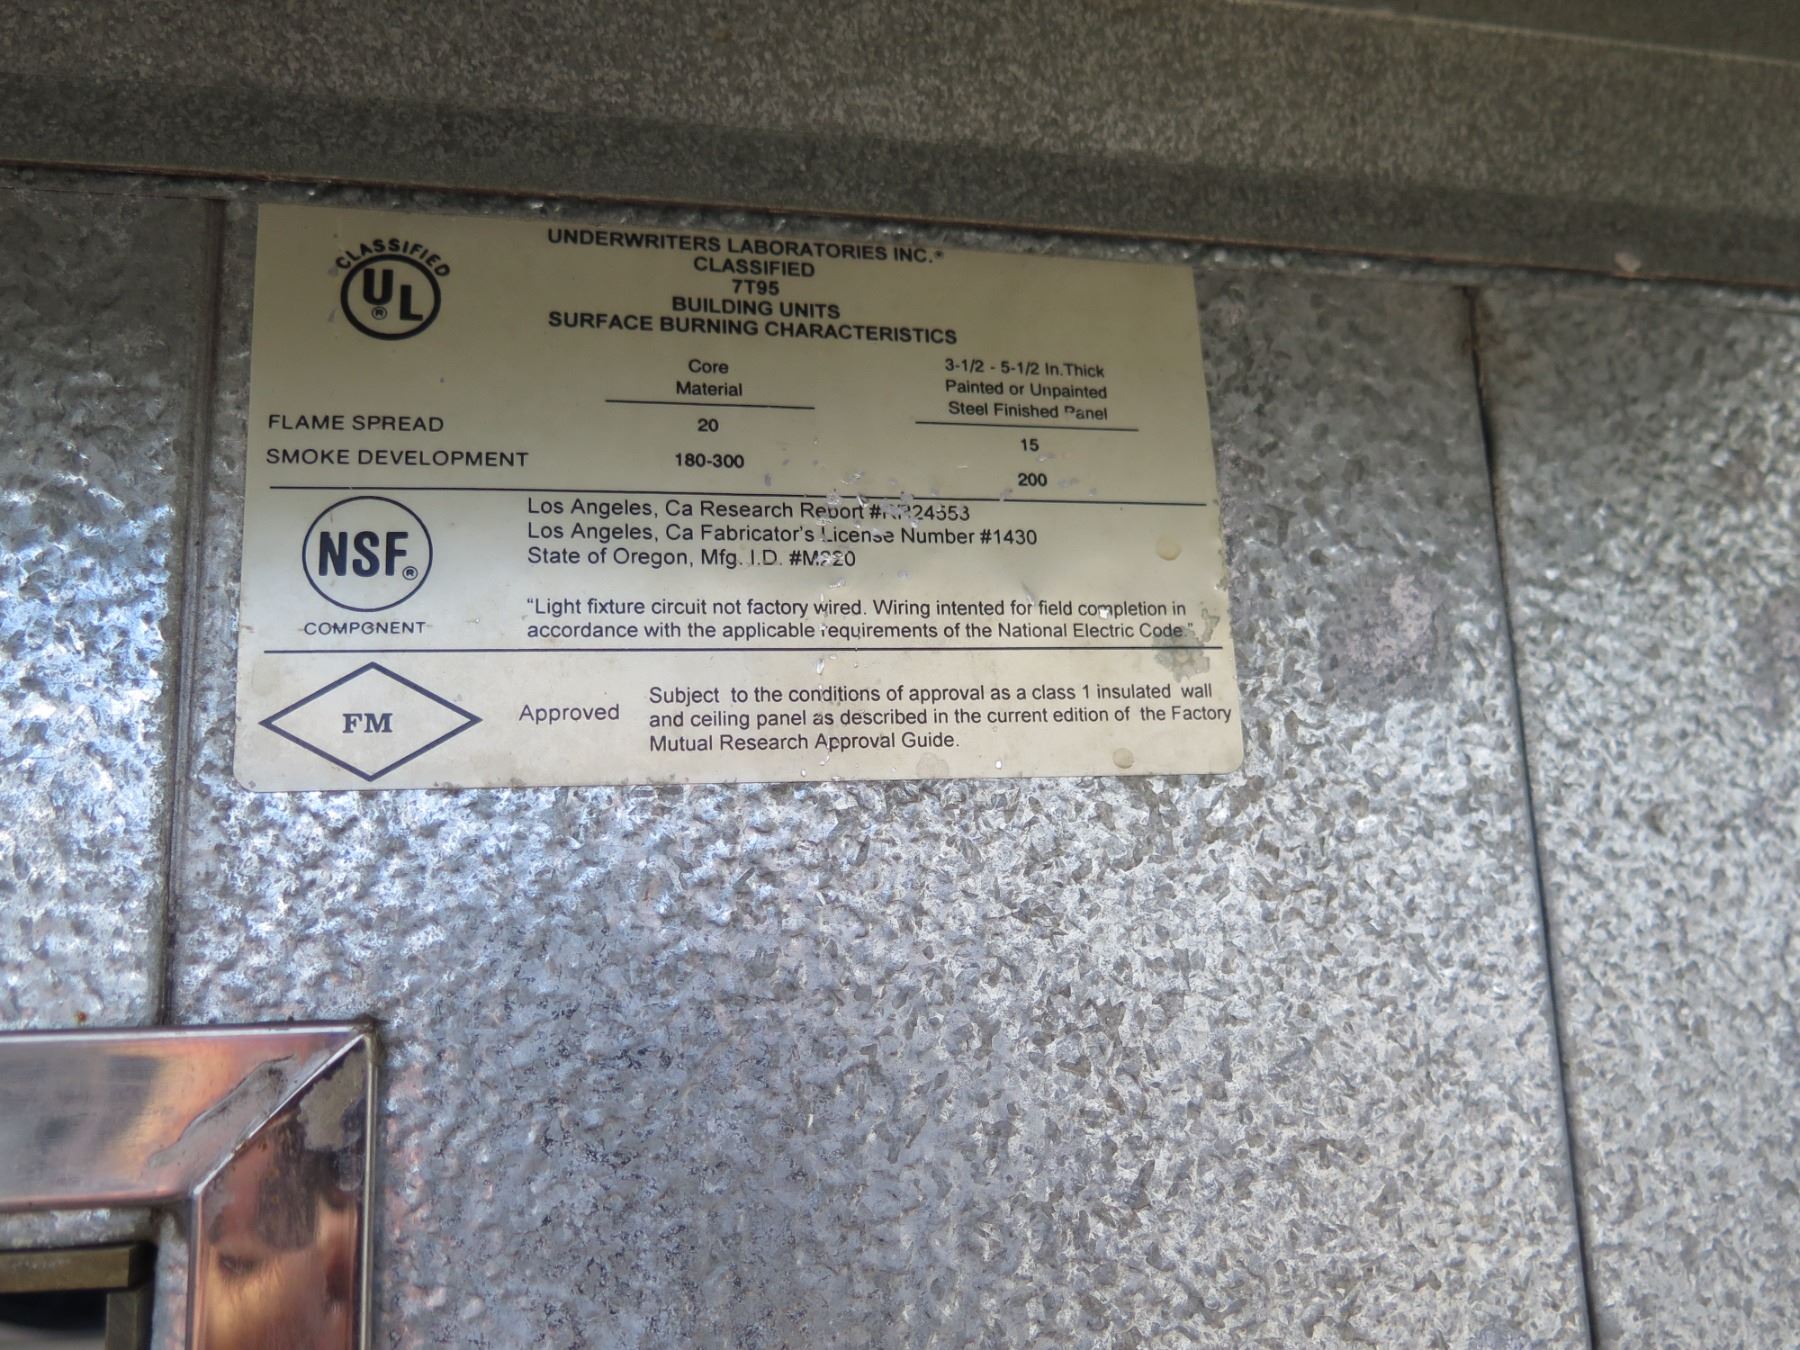 CLASSIFIED
UL®
UNDERWRITERS LABORATORIES INC.®
CLASSIFIED
7T95
BUILDING UNITS
SURFACE BURNING CHARACTERISTICS
Core
Material
3-1/2 - 5-1/2 In.Thick
Painted or Unpainted
Steel Finished Panel
FLAME SPREAD 20 15
SMOKE DEVELOPMENT 180-300 200
NSF®
COMPONENT
Los Angeles, Ca Research Report
Los Angeles, Ca Fabricator's License Number #1430
State of Oregon, Mfg. I.D.
"Light fixture circuit not factory wired. Wiring intented for field completion in
accordance with the applicable requirements of the National Electric Code."
FM
Approved
Subject to the conditions of approval as a class 1 insulated wall
and ceiling panel as described in the current edition of the Factory
Mutual Research Approval Guide.